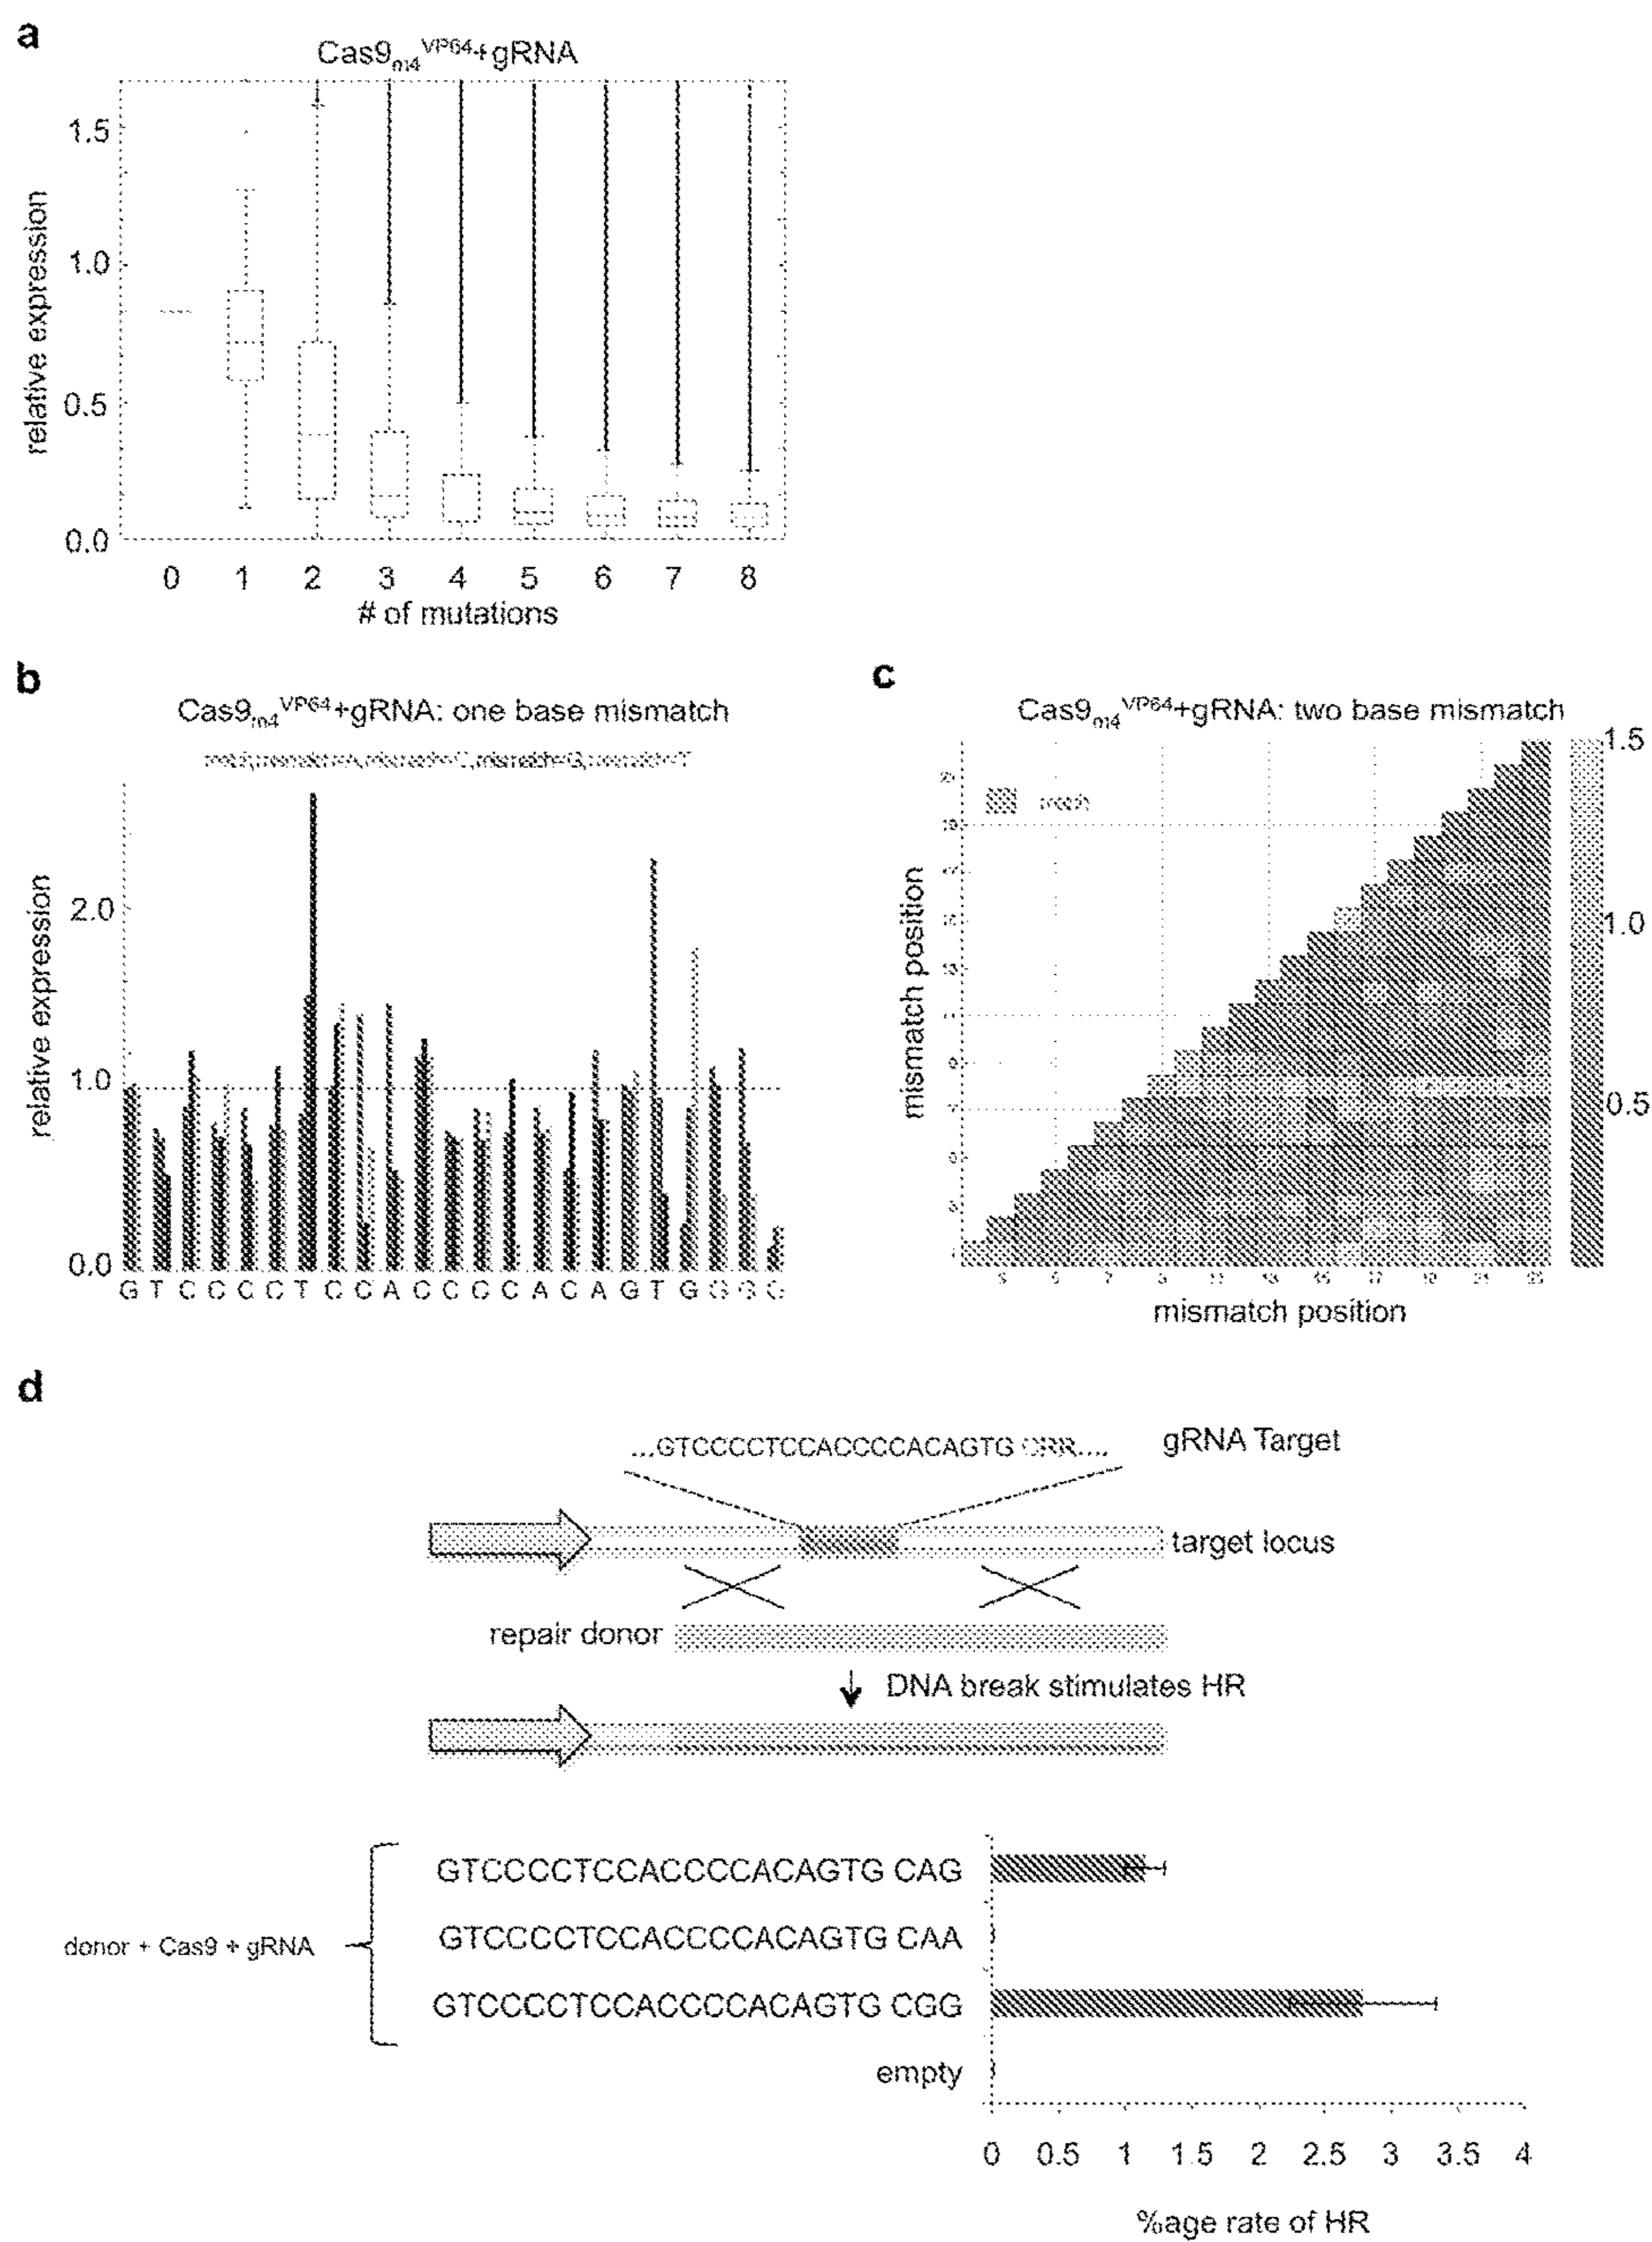 a
Cas9m4VP64+gRNA
1.5
1.0
0.5
0.0
relative expression
0 1 2 3 4 5 6 7 8
# of mutations
b
Cas9m4VP64+gRNA: one base mismatch
2.0
1.0
0.0
relative expression
G T C C C C T C C A C C C C A C A G T G G G
c
Cas9m4VP64+gRNA: two base mismatch
1.5
1.0
0.5
mismatch position
mismatch position
d
...GTCCCCTCCACCCCACAGTG CRR....
gRNA Target
target locus
repair donor
DNA break stimulates HR
donor + Cas9 + gRNA
GTCCCCTCCACCCCACAGTG CAG
GTCCCCTCCACCCCACAGTG CAA
GTCCCCTCCACCCCACAGTG CGG
empty
0 0.5 1 1.5 2 2.5 3 3.5 4
%age rate of HR